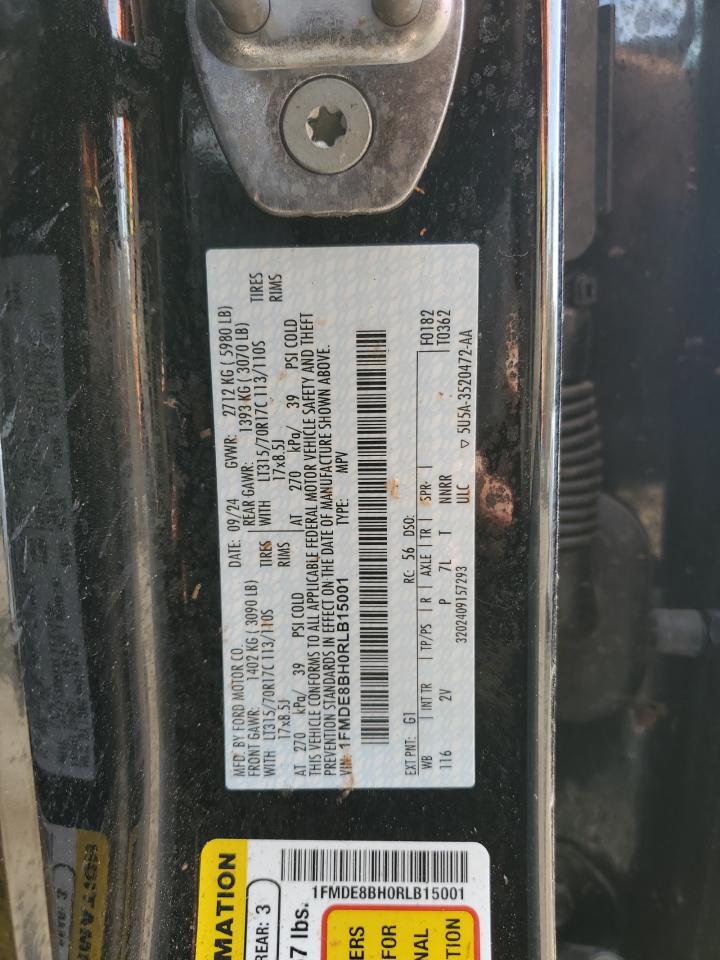 MFD. BY FORD MOTOR CO.
DATE: 09/24 GVWR: 2712 KG ( 5980 LB)
FRONT GAWR: 1402 KG ( 3090 LB)
REAR GAWR: 1393 KG ( 3070 LB)
WITH LT315/70R17C 113/110S TIRES
WITH LT315/70R17C 113/110S TIRES
17x8.5J RIMS
17x8.5J RIMS
AT 270 kPa/ 39 PSI COLD
AT 270 kPa/ 39 PSI COLD
THIS VEHICLE CONFORMS TO ALL APPLICABLE FEDERAL MOTOR VEHICLE SAFETY AND THEFT
PREVENTION STANDARDS IN EFFECT ON THE DATE OF MANUFACTURE SHOWN ABOVE.
VIN: 1FMDE8BH0RLB15001
TYPE: MPV
EXT PNT: G1 RC: 56 DSO: F0182
WB INT TR TP/PS R AXLE TR SPR T0362
116 2V P 7L T NNRR
3202409157293 ULC ▽ 5U5A-3520472-AA
1FMDE8BH0RLB15001
MATION
REAR: 3
7 lbs.
ERS
FOR
NAL
TION